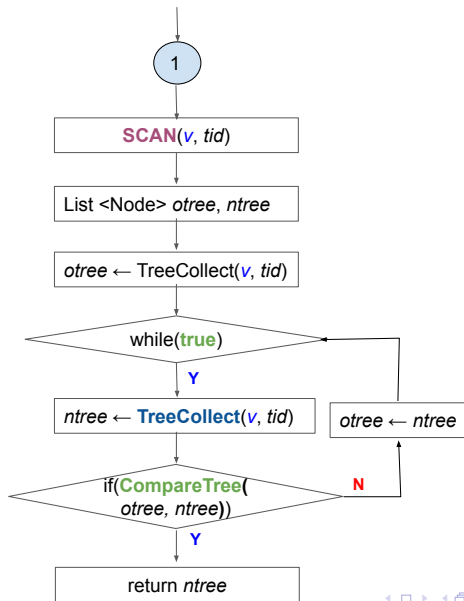 1
SCAN(v, tid)
List <Node> otree, ntree
otree ← TreeCollect(v, tid)
while(true)
Y
ntree ← TreeCollect(v, tid)
otree ← ntree
if(CompareTree(
otree, ntree))
N
Y
return ntree